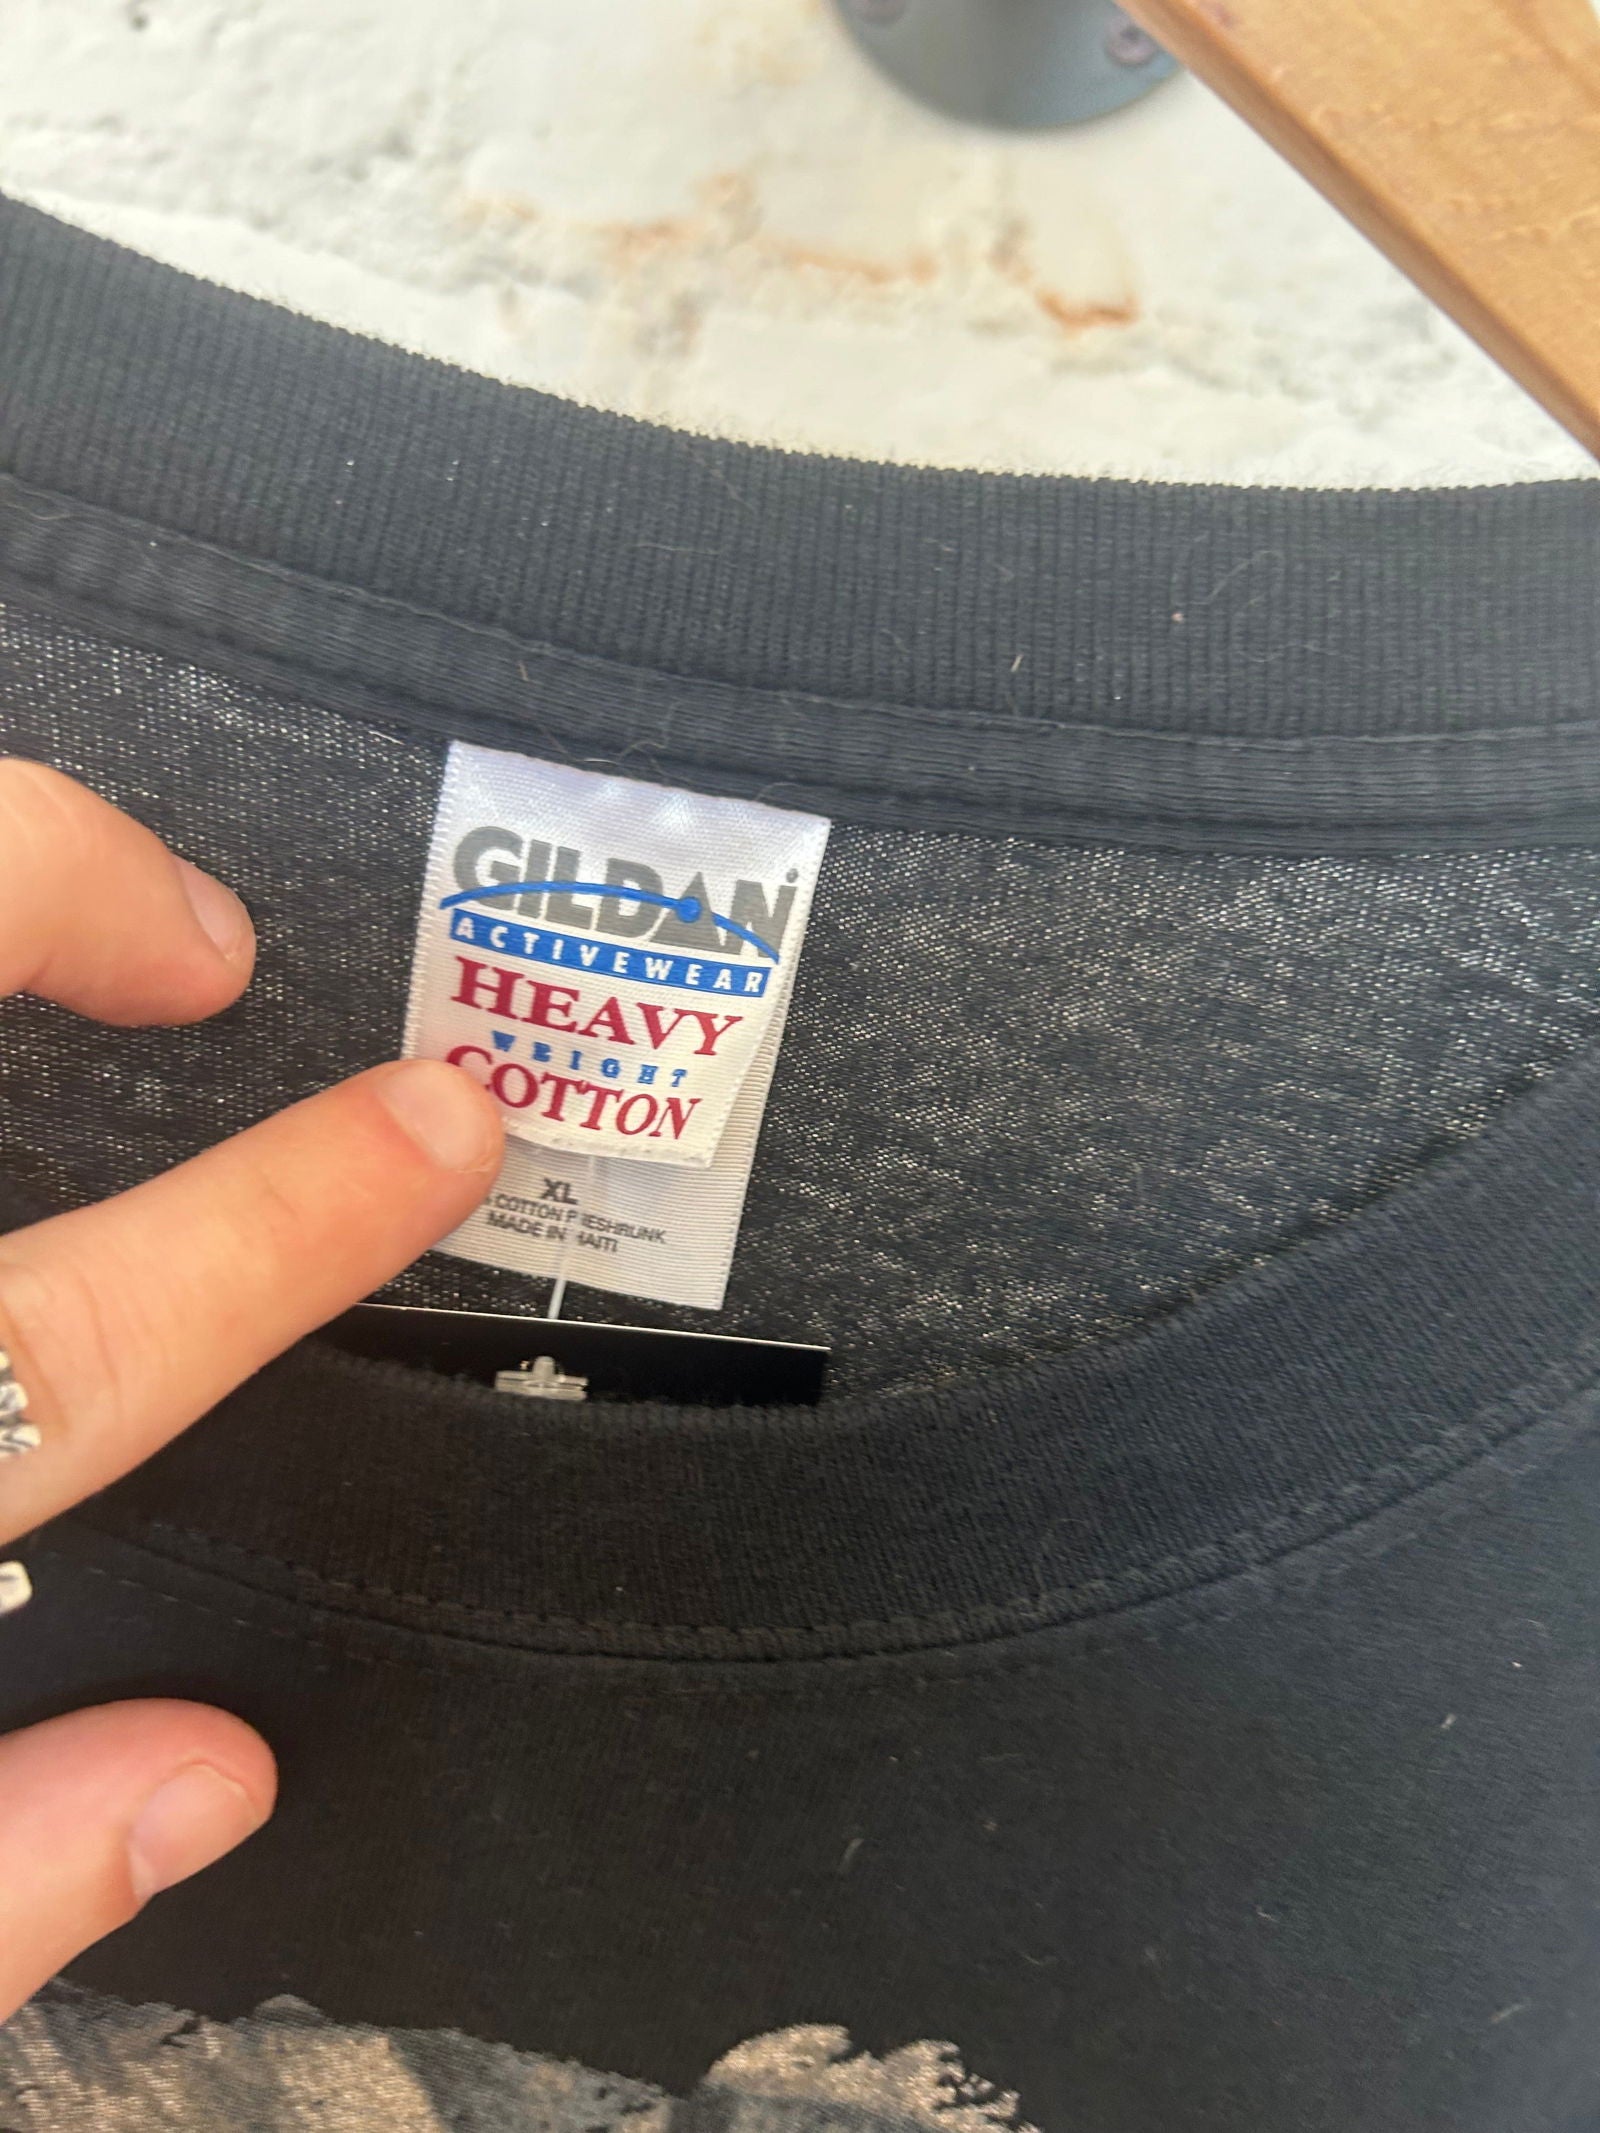 GILDAN
ACTIVEWEAR
HEAVY
WEIGHT
COTTON
XL
COTTON PRESHRUNK
MADE IN HAITI